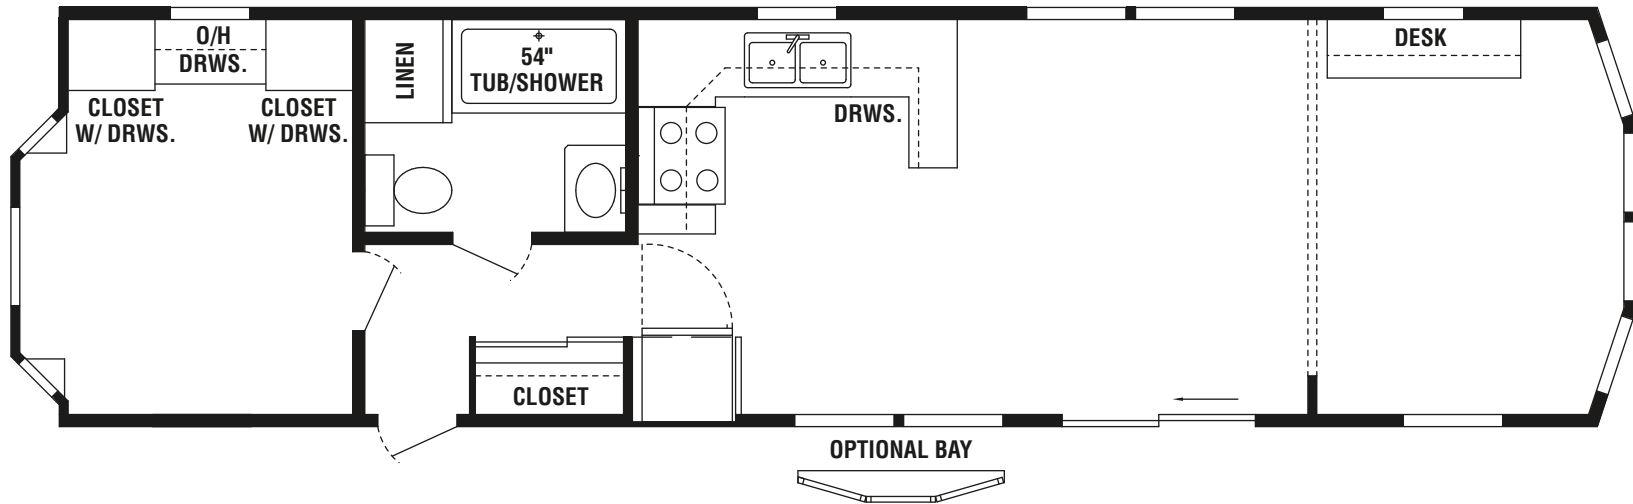 O/H
DRWS.
CLOSET
W/ DRWS.
CLOSET
W/ DRWS.
LINEN
54"
TUB/SHOWER
DRWS.
DESK
CLOSET
OPTIONAL BAY